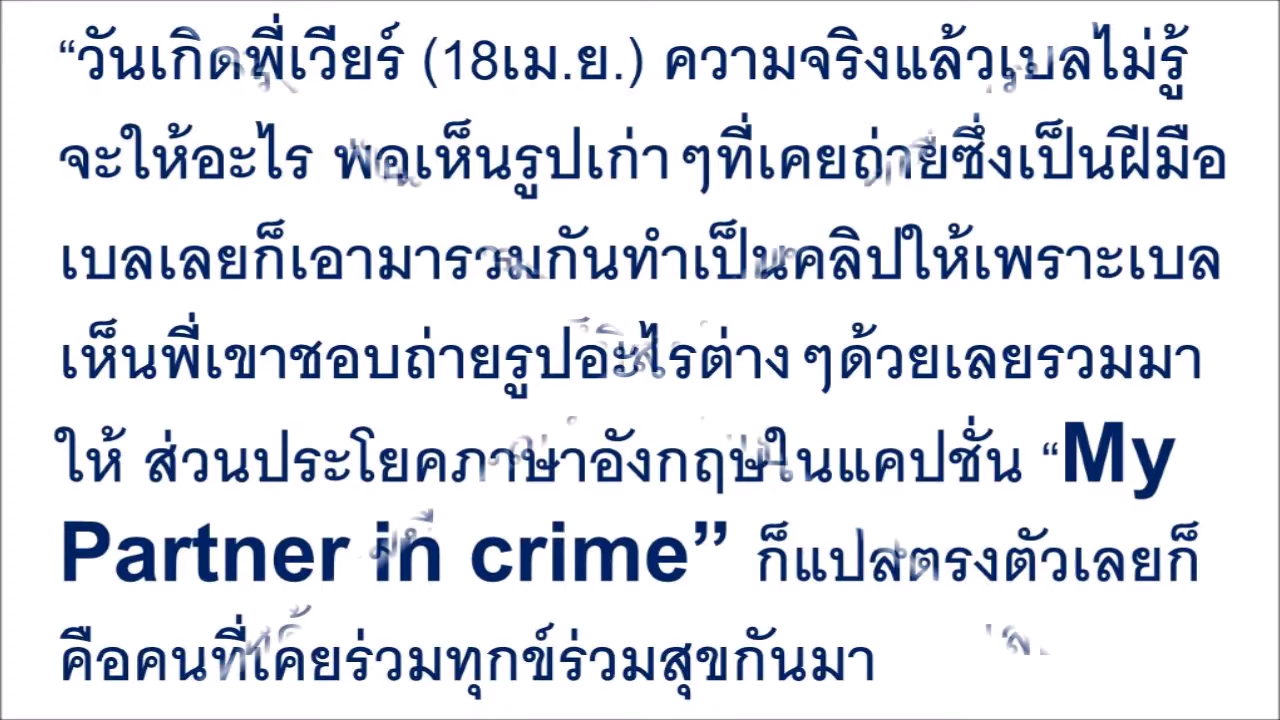 “วันเกิดพี่เวียร์ (18เม.ย.) ความจริงแล้วเบลไม่รู้
จะให้อะไร พอเห็นรูปเก่าๆที่เคยถ่ายซึ่งเป็นฝีมือ
เบลเลยก็เอามารวมกันทำเป็นคลิปให้เพราะเบล
เห็นพี่เขาชอบถ่ายรูปอะไรต่างๆด้วยเลยรวมมา
ให้ ส่วนประโยคภาษาอังกฤษในแคปชั่น “My
Partner in crime” ก็แปลตรงตัวเลยก็
คือคนที่เคยร่วมทุกข์ร่วมสุขกันมา